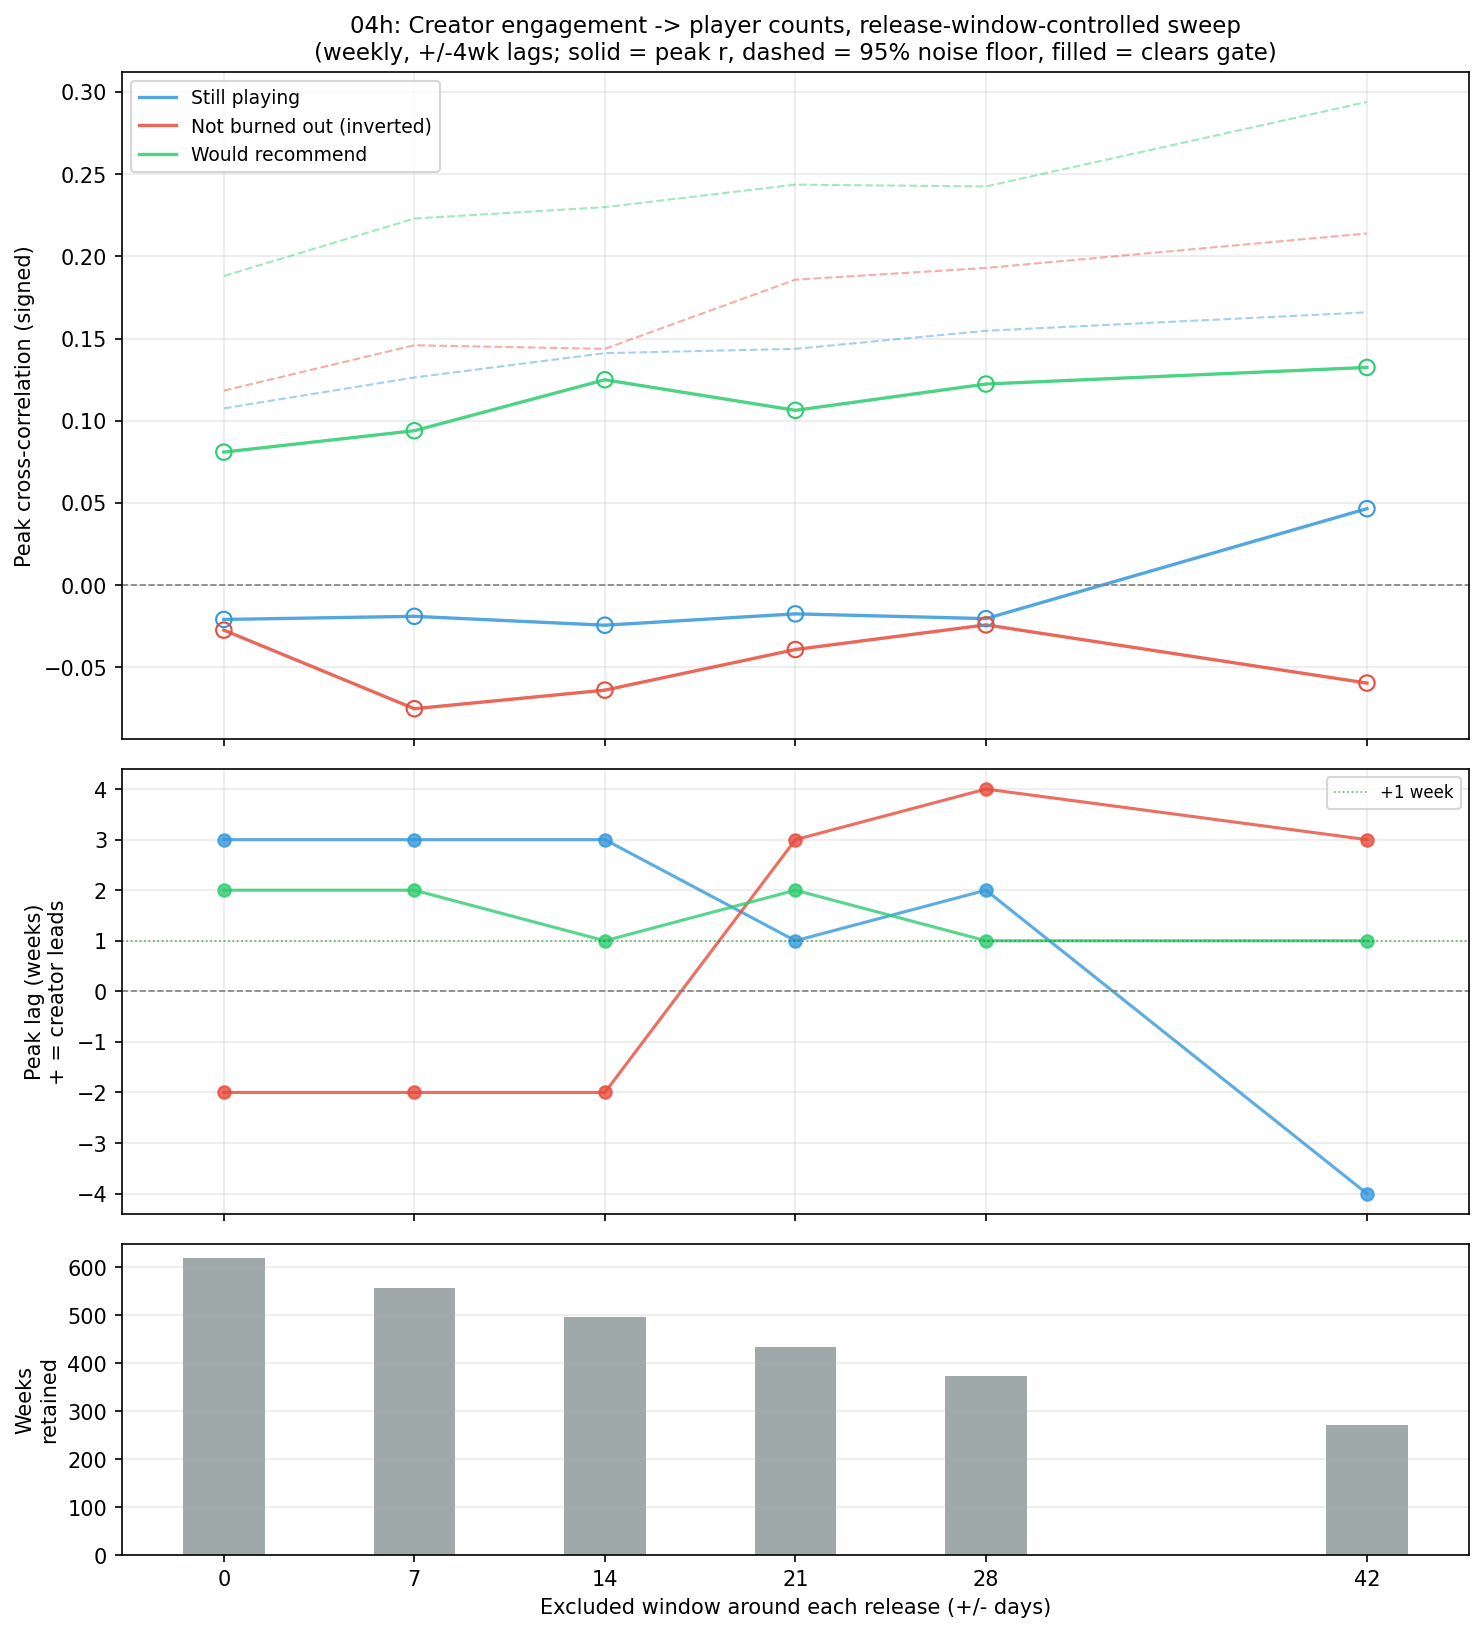 04h: Creator engagement -> player counts, release-window-controlled sweep
(weekly, +/-4wk lags; solid = peak r, dashed = 95% noise floor, filled = clears gate)
Still playing
Not burned out (inverted)
Would recommend
Peak cross-correlation (signed)
0.30
0.25
0.20
0.15
0.10
0.05
0.00
−0.05
+1 week
Peak lag (weeks)
+ = creator leads
4
3
2
1
0
−1
−2
−3
−4
Weeks
retained
600
500
400
300
200
100
0
0 7 14 21 28 42
Excluded window around each release (+/- days)